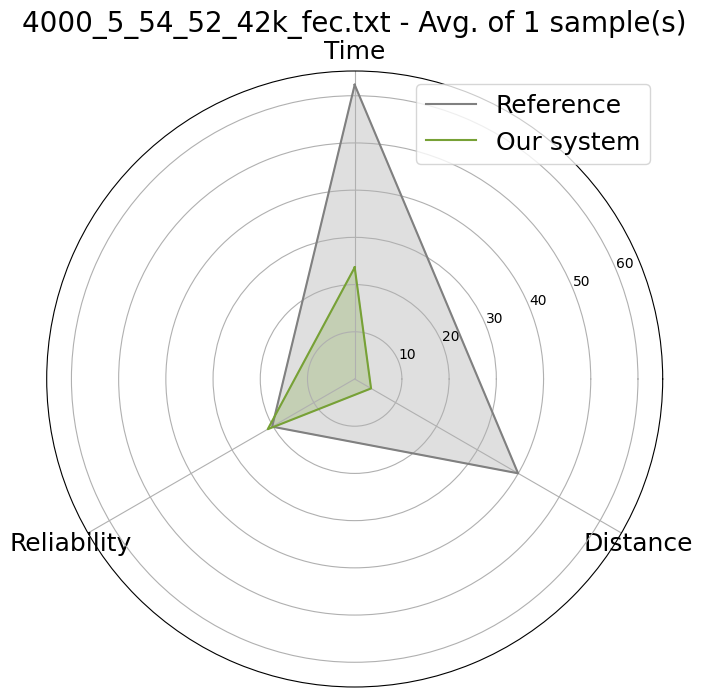 4000_5_54_52_42k_fec.txt - Avg. of 1 sample(s)
Time
Reference
Our system
10
20
30
40
50
60
Reliability
Distance